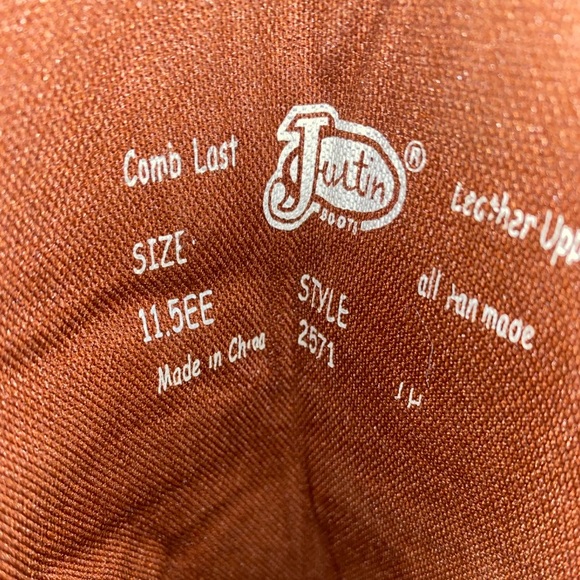 Comb Last
SIZE
11.5EE
Made in China
Justin
BOOTS
®
STYLE
2571
Leather Upp
all man made